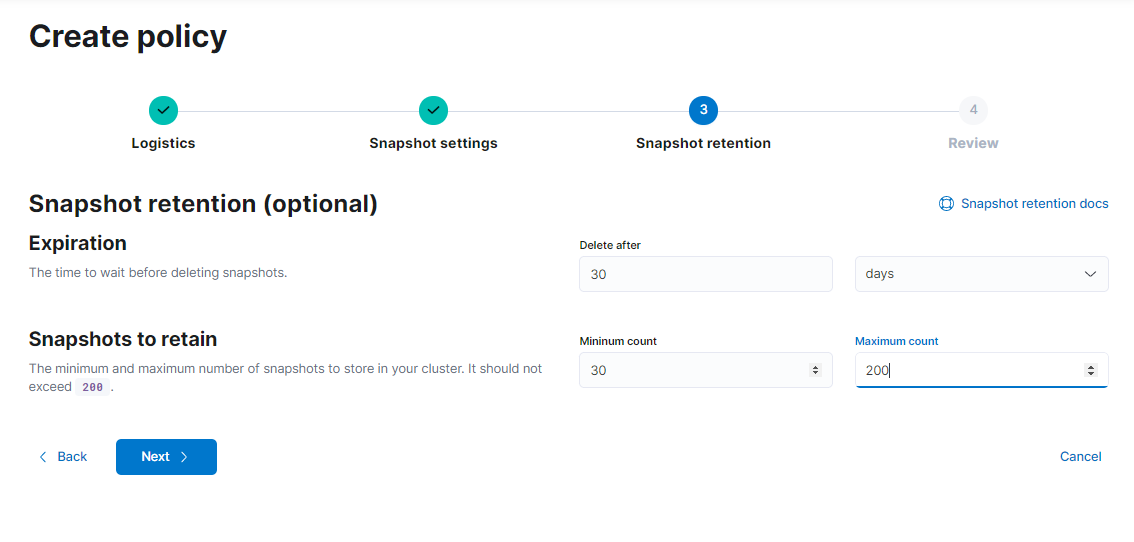 Create policy
3
4
Logistics
Snapshot settings
Snapshot retention
Review
Snapshot retention (optional)
Snapshot retention docs
Expiration
The time to wait before deleting snapshots.
Delete after
30
days
Snapshots to retain
The minimum and maximum number of snapshots to store in your cluster. It should not
exceed 200 .
Mininum count
30
Maximum count
200
Back
Next
Cancel